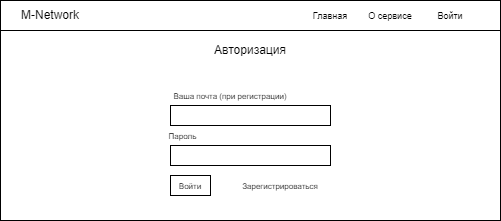 M-Network Главная О сервисе Войти
Авторизация
Ваша почта (при регистрации)
Пароль
Войти Зарегистрироваться